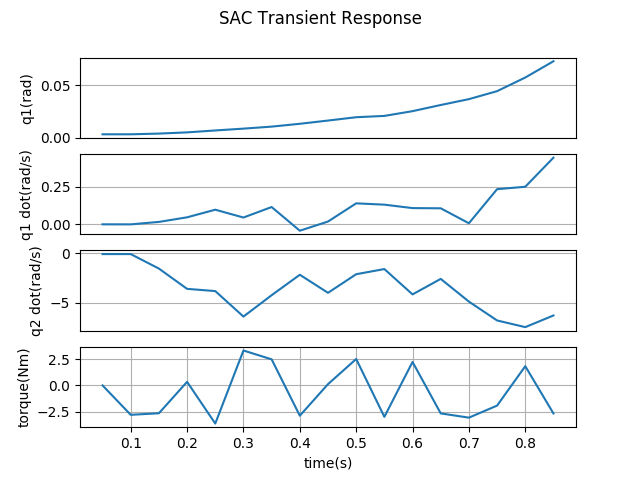 SAC Transient Response
q1(rad)
0.05
0.00
q1 dot(rad/s)
0.25
0.00
q2 dot(rad/s)
0
−5
torque(Nm)
2.5
0.0
−2.5
0.1 0.2 0.3 0.4 0.5 0.6 0.7 0.8
time(s)